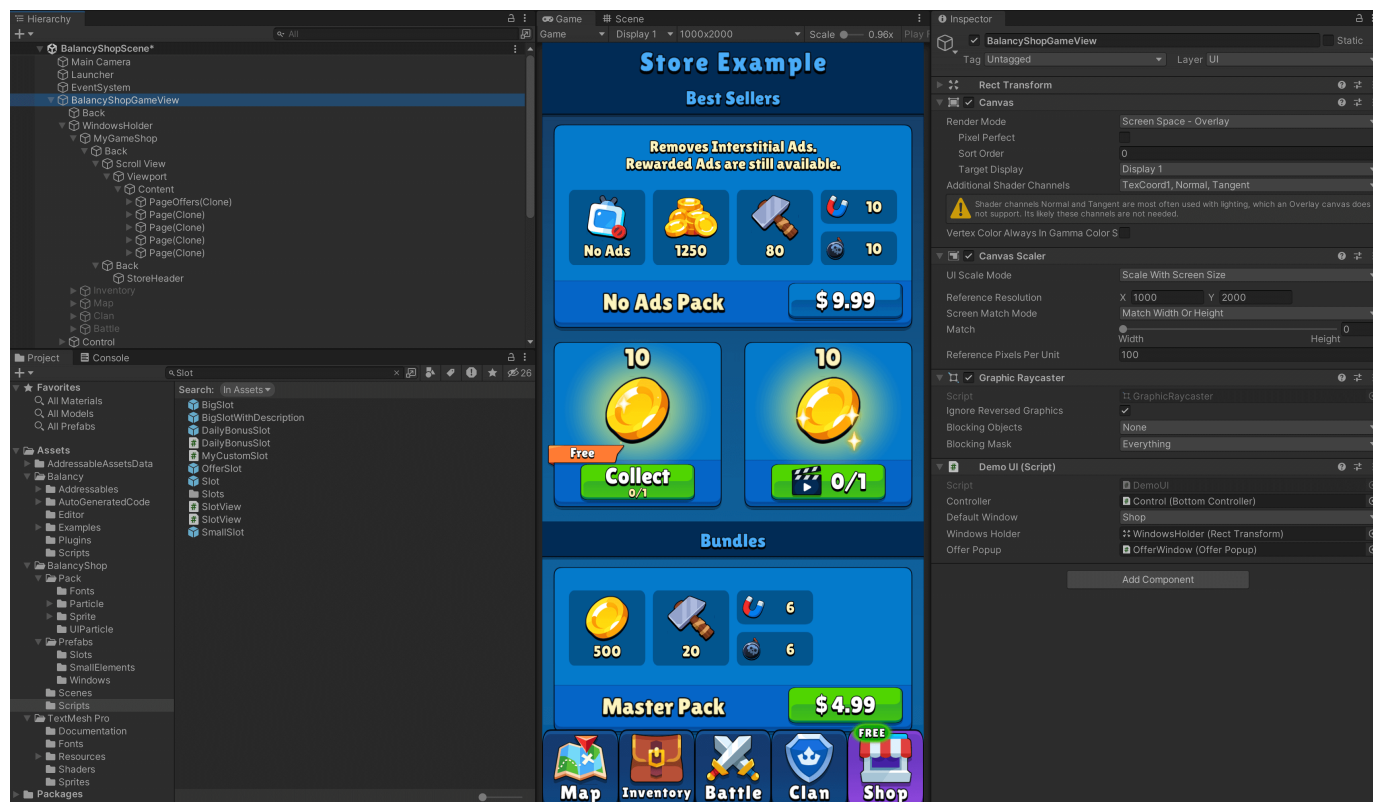 Hierarchy
All
BalancyShopScene*
Main Camera
Launcher
EventSystem
BalancyShopGameView
Back
WindowsHolder
MyGameShop
Back
Scroll View
Viewport
Content
PageOffers(Clone)
Page(Clone)
Page(Clone)
Page(Clone)
Page(Clone)
Back
StoreHeader
Inventory
Map
Clan
Battle
Control
Project Console
Slot
26
Favorites
All Materials
All Models
All Prefabs
Assets
AddressableAssetsData
Balancy
Addressables
AutoGeneratedCode
Editor
Examples
Plugins
Scripts
BalancyShop
Pack
Fonts
Particle
Sprite
UIParticle
Prefabs
Slots
SmallElements
Windows
Scenes
Scripts
TextMesh Pro
Documentation
Fonts
Resources
Shaders
Sprites
Packages
Search: In Assets
BigSlot
BigSlotWithDescription
DailyBonusSlot
DailyBonusSlot
MyCustomSlot
OfferSlot
Slot
Slots
SlotView
SlotView
SmallSlot
Game Scene
Game Display 1 1000x2000 Scale 0.96x Play
Store Example
Best Sellers
Removes Interstitial Ads.
Rewarded Ads are still available.
No Ads
1250
80
10
10
No Ads Pack
$ 9.99
10
Free
Collect
0/1
10
0/1
Bundles
500
20
6
6
Master Pack
$ 4.99
FREE
Map Inventory Battle Clan Shop
Inspector
BalancyShopGameView Static
Tag Untagged Layer UI
Rect Transform
Canvas
Render Mode Screen Space - Overlay
Pixel Perfect
Sort Order 0
Target Display Display 1
Additional Shader Channels TexCoord1, Normal, Tangent
Shader channels Normal and Tangent are most often used with lighting, which an Overlay canvas does
not support. Its likely these channels are not needed.
Vertex Color Always In Gamma Color S
Canvas Scaler
UI Scale Mode Scale With Screen Size
Reference Resolution X 1000 Y 2000
Screen Match Mode Match Width Or Height
Match 0
Width Height
Reference Pixels Per Unit 100
Graphic Raycaster
Script GraphicRaycaster
Ignore Reversed Graphics
Blocking Objects None
Blocking Mask Everything
Demo UI (Script)
Script DemoUI
Controller Control (Bottom Controller)
Default Window Shop
Windows Holder WindowsHolder (Rect Transform)
Offer Popup OfferWindow (Offer Popup)
Add Component